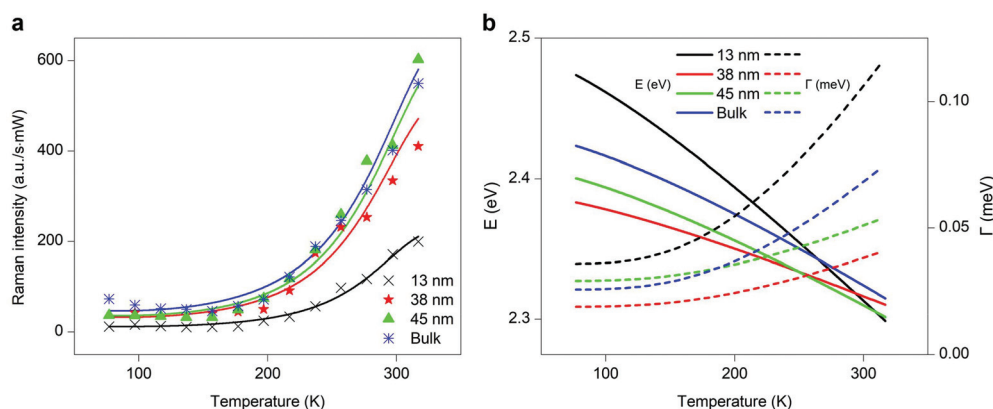 a
600
400
200
0
Raman intensity (a.u./s·mW)
13 nm
38 nm
45 nm
Bulk
100 200 300
Temperature (K)
b
2.5
2.4
2.3
E (eV)
13 nm
38 nm
E (eV) Γ (meV)
45 nm
Bulk
0.10
0.05
0.00
Γ (meV)
100 200 300
Temperature (K)